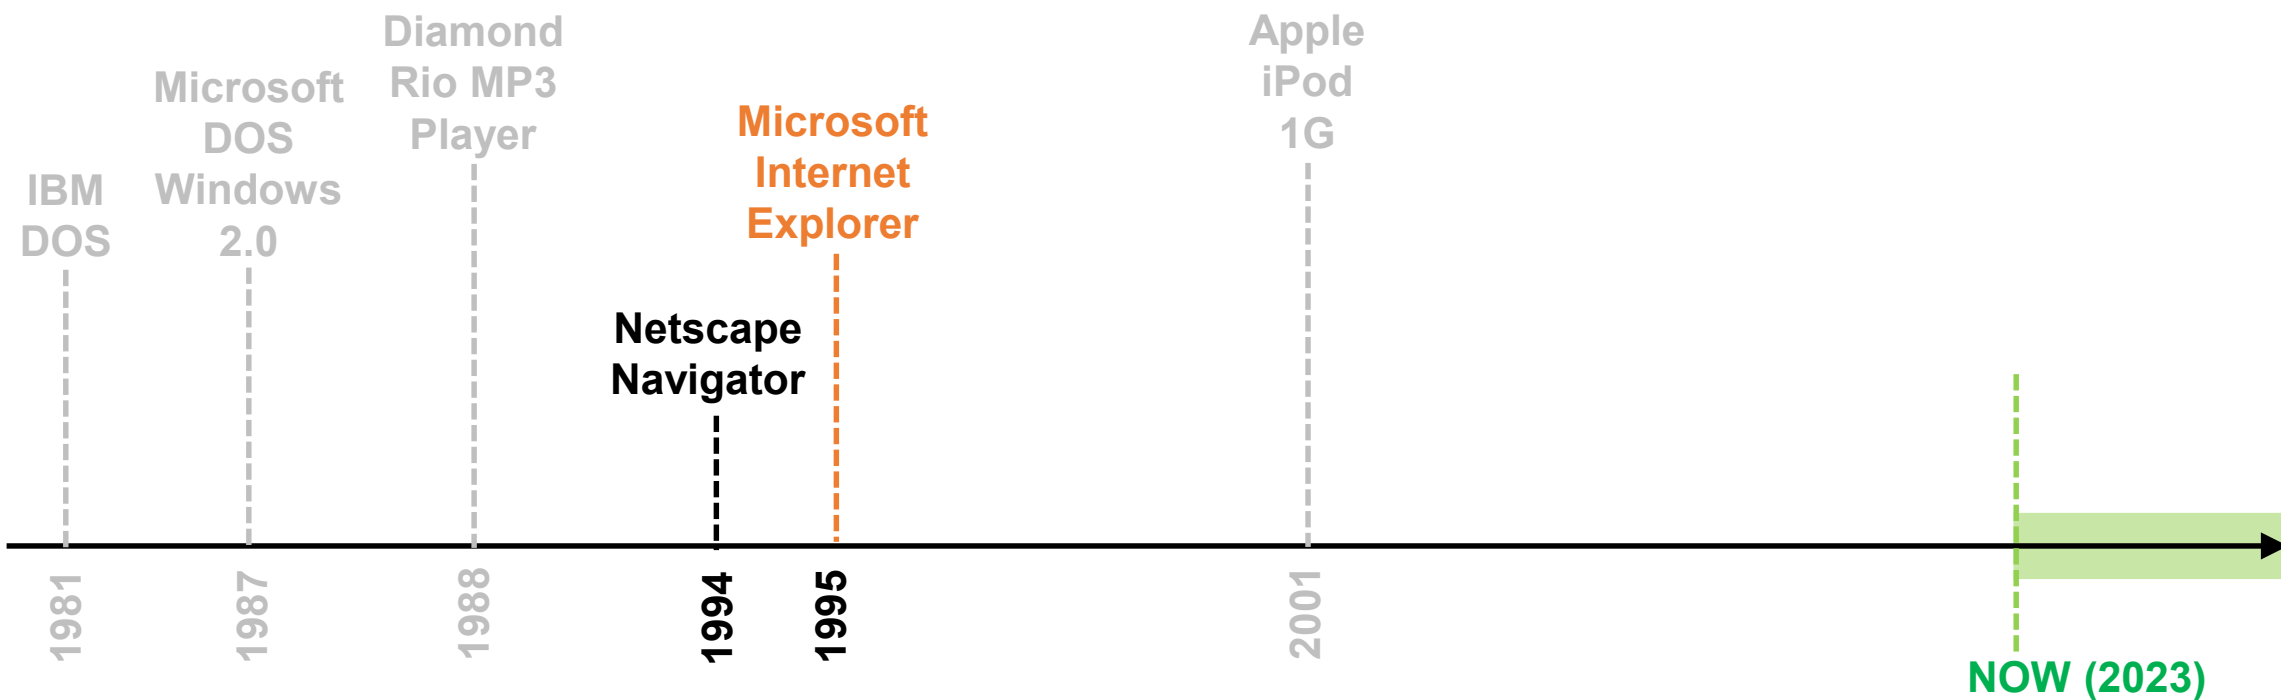 IBM
DOS
Microsoft
DOS
Windows
2.0
Diamond
Rio MP3
Player
Netscape
Navigator
Microsoft
Internet
Explorer
Apple
iPod
1G
1981
1987
1988
1994
1995
2001
NOW (2023)